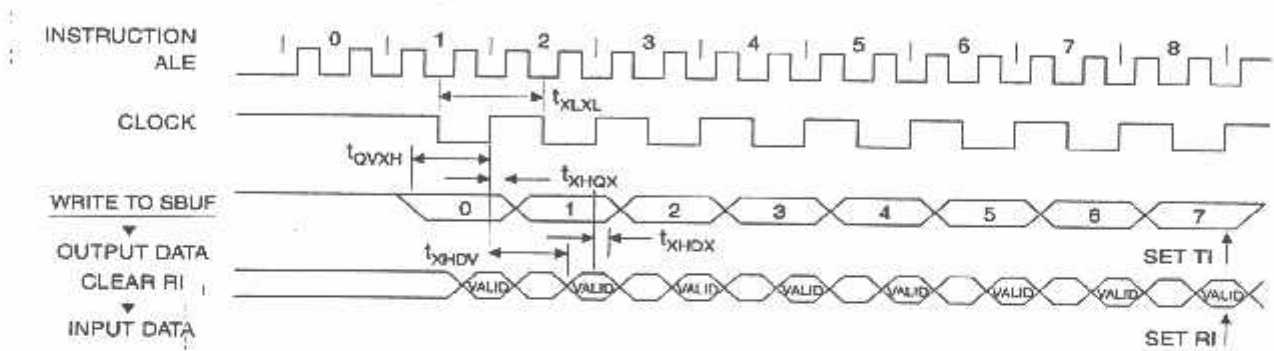 INSTRUCTION 0 1 2 3 4 5 6 7 8
ALE
tXLXL
CLOCK
tQVXH
tXHQX
WRITE TO SBUF
0 1 2 3 4 5 6 7
OUTPUT DATA
tXHDV
tXHDX
SET TI
CLEAR RI
VALID VALID VALID VALID VALID VALID VALID VALID
INPUT DATA
SET RI